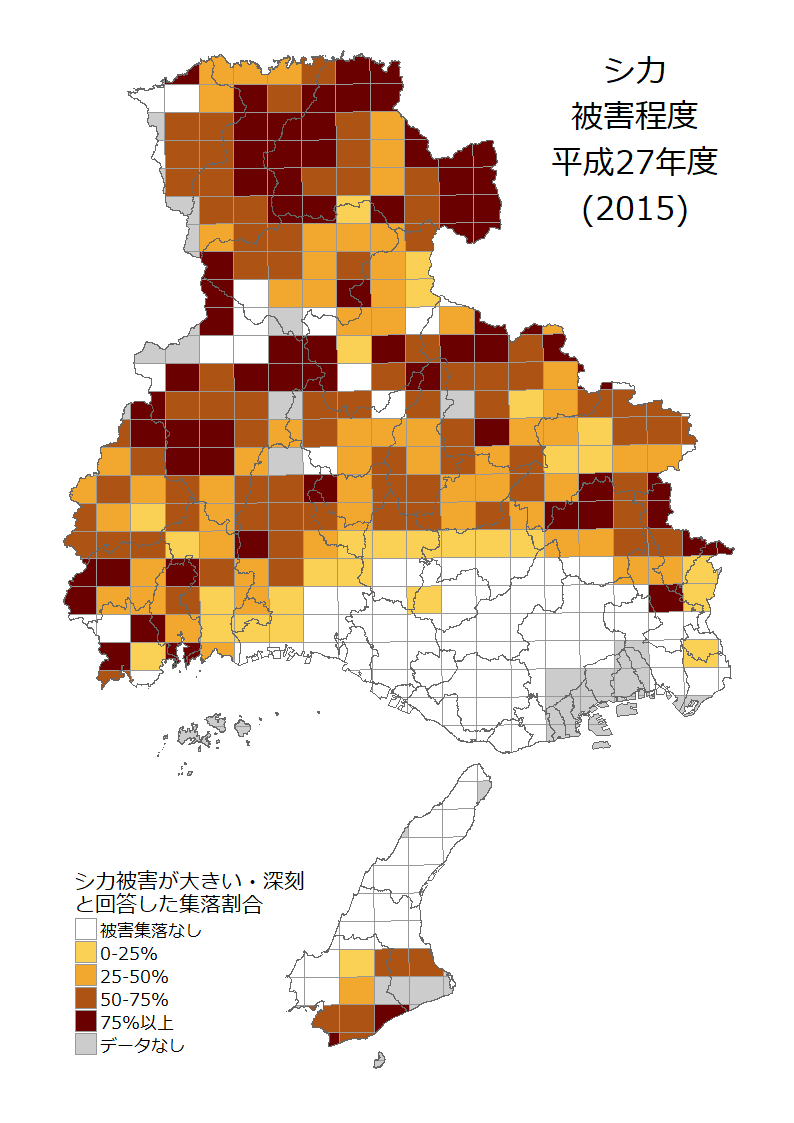 シカ
被害程度
平成27年度
(2015)
シカ被害が大きい・深刻
と回答した集落割合
被害集落なし
0-25%
25-50%
50-75%
75%以上
データなし